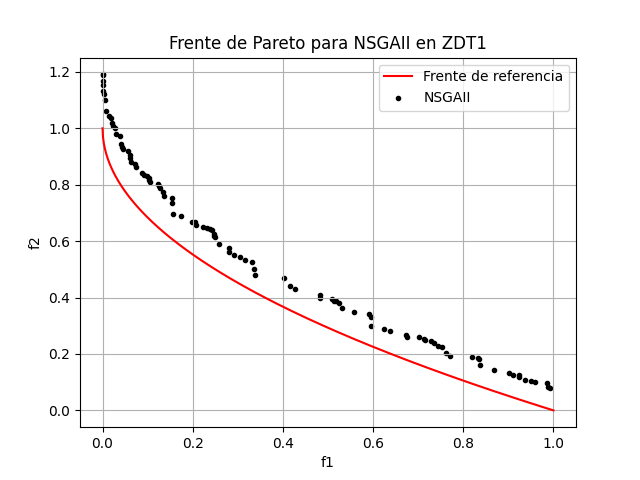 Frente de Pareto para NSGAII en ZDT1
Frente de referencia
NSGAII
f2
1.2
1.0
0.8
0.6
0.4
0.2
0.0
0.0 0.2 0.4 0.6 0.8 1.0
f1